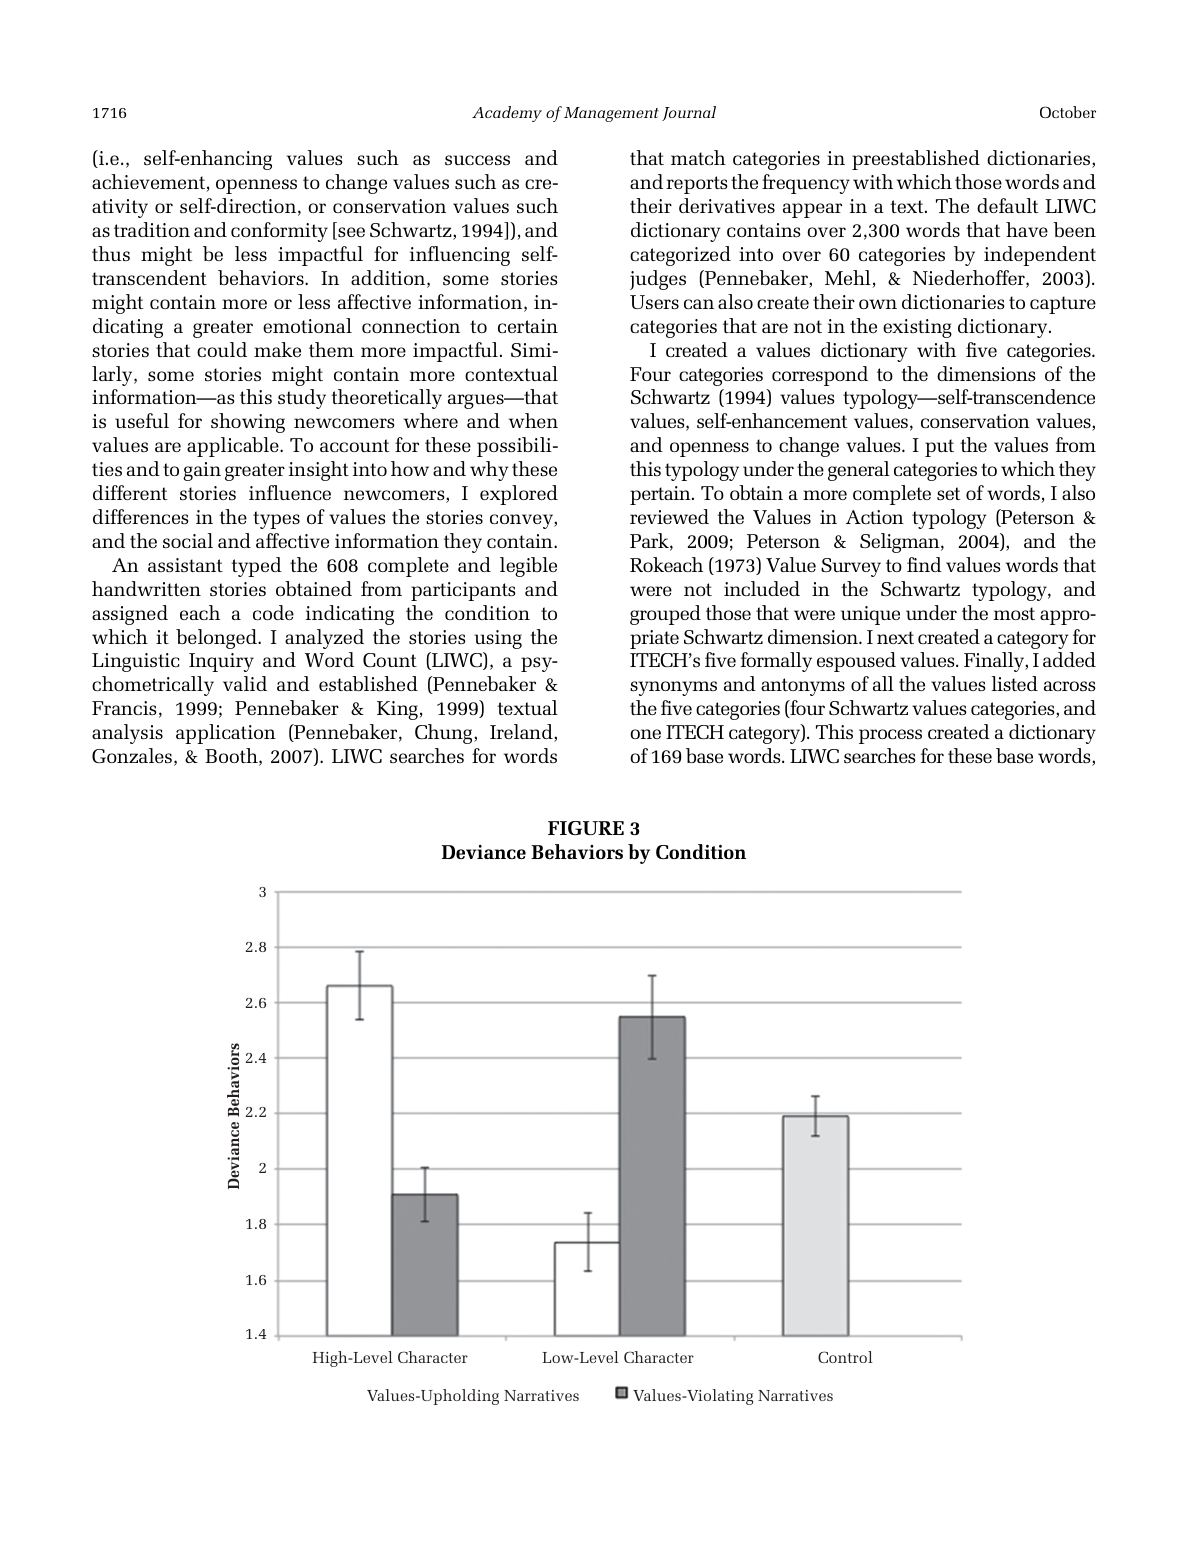 1716
Academy of Management Journal
October
(i.e., self-enhancing values such as success and
achievement, openness to change values such as cre-
ativity or self-direction, or conservation values such
as tradition and conformity [see Schwartz, 1994]), and
thus might be less impactful for influencing self-
transcendent behaviors. In addition, some stories
might contain more or less affective information, in-
dicating a greater emotional connection to certain
stories that could make them more impactful. Simi-
larly, some stories might contain more contextual
information—as this study theoretically argues—that
is useful for showing newcomers where and when
values are applicable. To account for these possibili-
ties and to gain greater insight into how and why these
different stories influence newcomers, I explored
differences in the types of values the stories convey,
and the social and affective information they contain.
An assistant typed the 608 complete and legible
handwritten stories obtained from participants and
assigned each a code indicating the condition to
which it belonged. I analyzed the stories using the
Linguistic Inquiry and Word Count (LIWC), a psy-
chometrically valid and established (Pennebaker &
Francis, 1999; Pennebaker & King, 1999) textual
analysis application (Pennebaker, Chung, Ireland,
Gonzales, & Booth, 2007). LIWC searches for words
that match categories in preestablished dictionaries,
and reports the frequency with which those words and
their derivatives appear in a text. The default LIWC
dictionary contains over 2,300 words that have been
categorized into over 60 categories by independent
judges (Pennebaker, Mehl, & Niederhoffer, 2003).
Users can also create their own dictionaries to capture
categories that are not in the existing dictionary.
I created a values dictionary with five categories.
Four categories correspond to the dimensions of the
Schwartz (1994) values typology—self-transcendence
values, self-enhancement values, conservation values,
and openness to change values. I put the values from
this typology under the general categories to which they
pertain. To obtain a more complete set of words, I also
reviewed the Values in Action typology (Peterson &
Park, 2009; Peterson & Seligman, 2004), and the
Rokeach (1973) Value Survey to find values words that
were not included in the Schwartz typology, and
grouped those that were unique under the most appro-
priate Schwartz dimension. I next created a category for
ITECH's five formally espoused values. Finally, I added
synonyms and antonyms of all the values listed across
the five categories (four Schwartz values categories, and
one ITECH category). This process created a dictionary
of 169 base words. LIWC searches for these base words,
FIGURE 3
Deviance Behaviors by Condition
3
2.8
2.6
2.4
2.2
2
1.8
1.6
1.4
Deviance Behaviors
High-Level Character
Low-Level Character
Control
Values-Upholding Narratives
Values-Violating Narratives